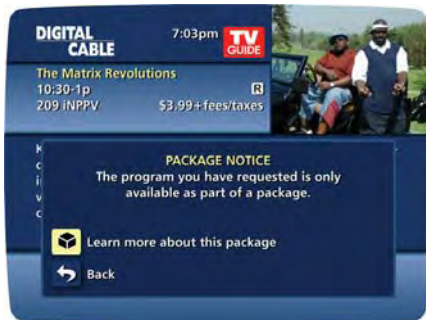 DIGITAL
CABLE
7:03pm
TV
GUIDE
The Matrix Revolutions
10:30-1p
R
209 iNPPV
$3.99+fees/taxes
PACKAGE NOTICE
The program you have requested is only
available as part of a package.
Learn more about this package
Back